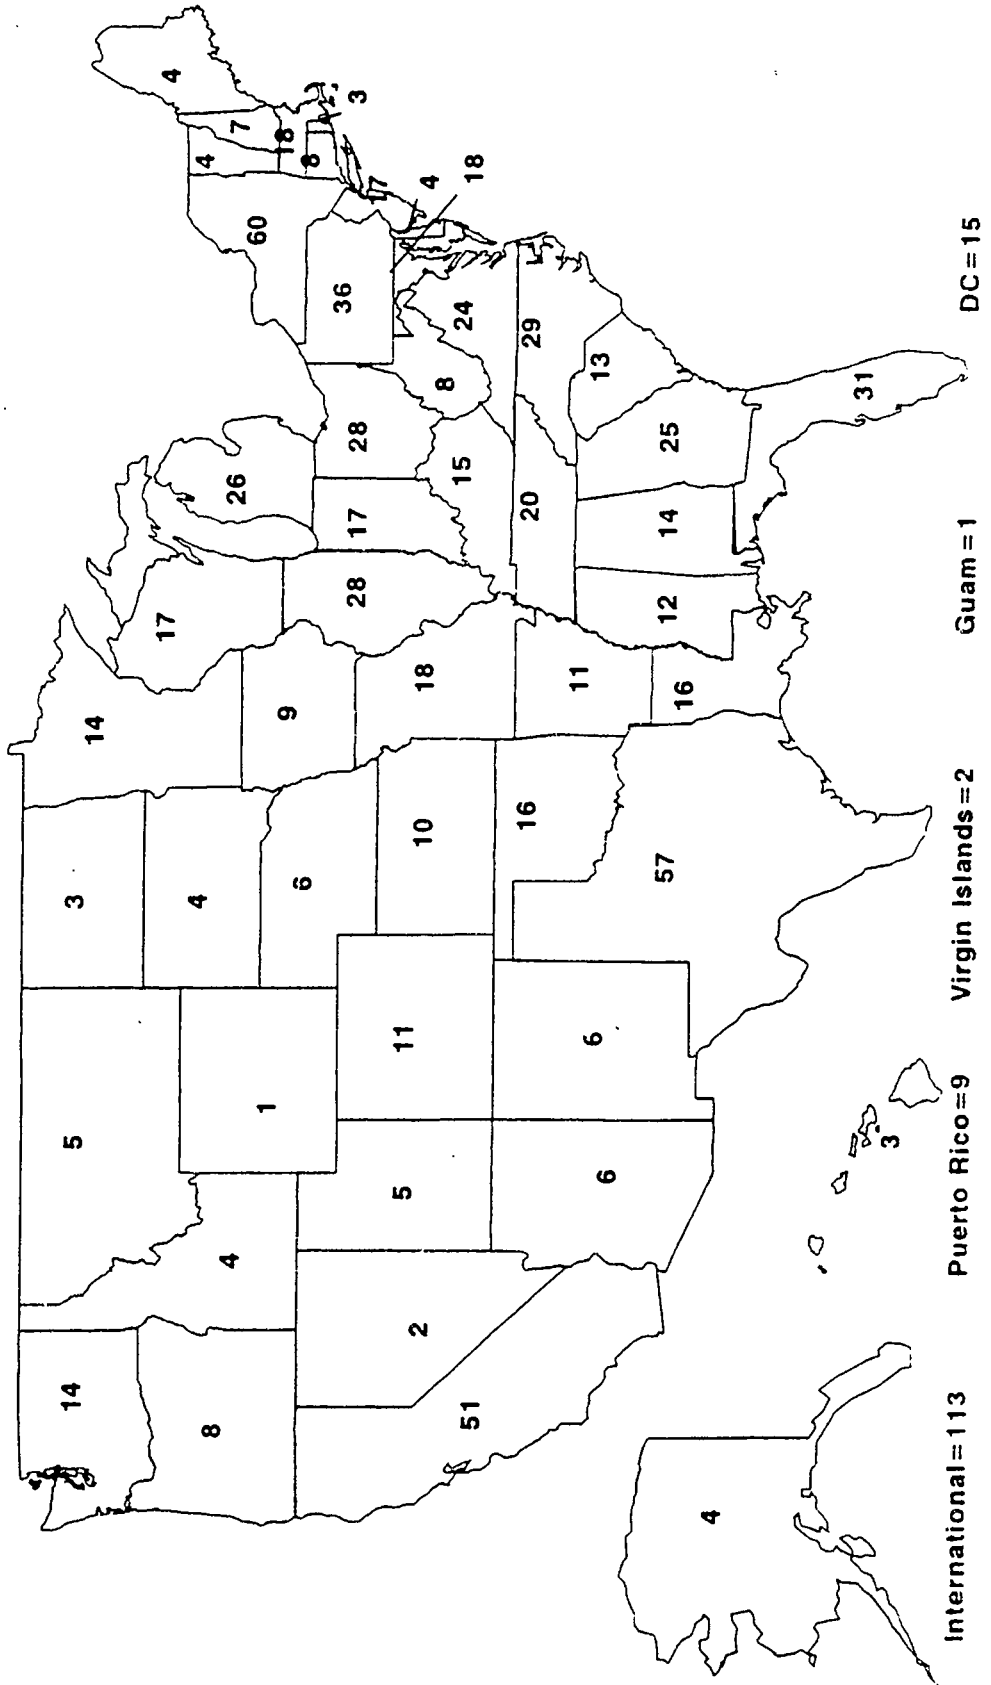 14 5 3 14
17 4
8 4 4 26 4 7
1 6 9 60
18
8
28 17 28 36 3
2 5 11 10 18 17
8 4
51 15 24 18
16 20 29
6 6 11 13
57 16 12 14 25
4
31
3
International=113 Puerto Rico=9 Virgin Islands=2 Guam=1 DC=15